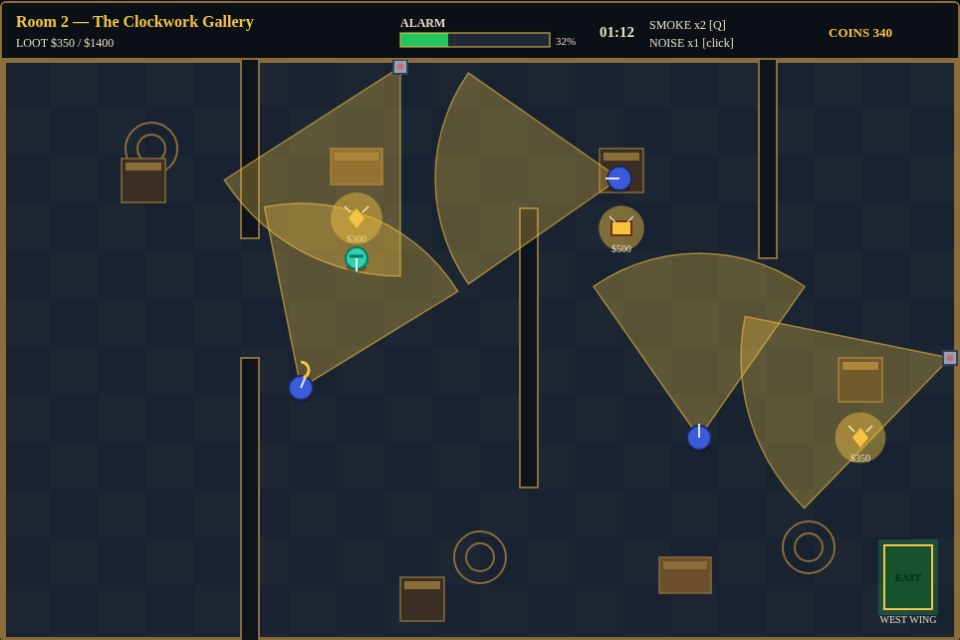 Room 2 — The Clockwork Gallery
LOOT $350 / $1400
ALARM
32%
01:12
SMOKE x2 [Q]
NOISE x1 [click]
COINS 340
$300
$500
$350
EXIT
WEST WING